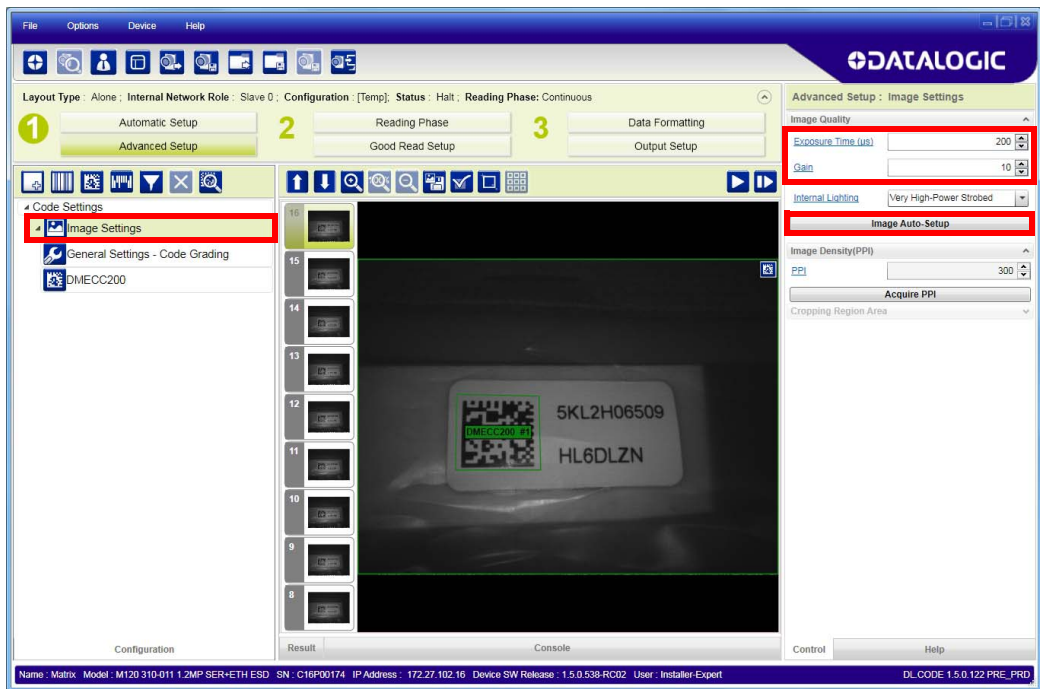 File Options Device Help
DATALOGIC
Layout Type : Alone ; Internal Network Role : Slave 0 ; Configuration : [Temp]; Status : Halt ; Reading Phase: Continuous
1 Automatic Setup 2 Reading Phase 3 Data Formatting
Advanced Setup Good Read Setup Output Setup
Code Settings
Image Settings
General Settings - Code Grading
DMECC200
Configuration
16
15
14
13
12
11
10
9
8
5KL2H06509
DMECC200 #1
HL6DLZN
Result Console
Advanced Setup : Image Settings
Image Quality
Exposure Time (us) 200
Gain 10
Internal Lighting Very High-Power Strobed
Image Auto-Setup
Image Density(PPI)
PPI 300
Acquire PPI
Cropping Region Area
Control Help
Name : Matrix Model : M120 310-011 1.2MP SER+ETH ESD SN : C16P00174 IP Address : 172.27.102.16 Device SW Release : 1.5.0.538-RC02 User : Installer-Expert DL.CODE 1.5.0.122 PRE_PRD